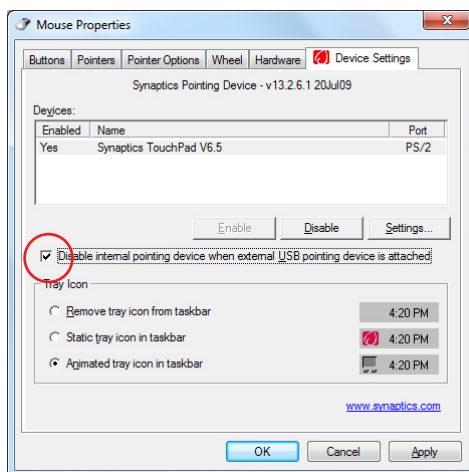 Mouse Properties
Buttons Pointers Pointer Options Wheel Hardware Device Settings
Synaptics Pointing Device - v13.2.6.1 20Jul09
Devices:
Enabled Name Port
Yes Synaptics TouchPad V6.5 PS/2
Enable Disable Settings...
Disable internal pointing device when external USB pointing device is attached
Tray Icon
Remove tray icon from taskbar 4:20 PM
Static tray icon in taskbar 4:20 PM
Animated tray icon in taskbar 4:20 PM
www.synaptics.com
OK Cancel Apply